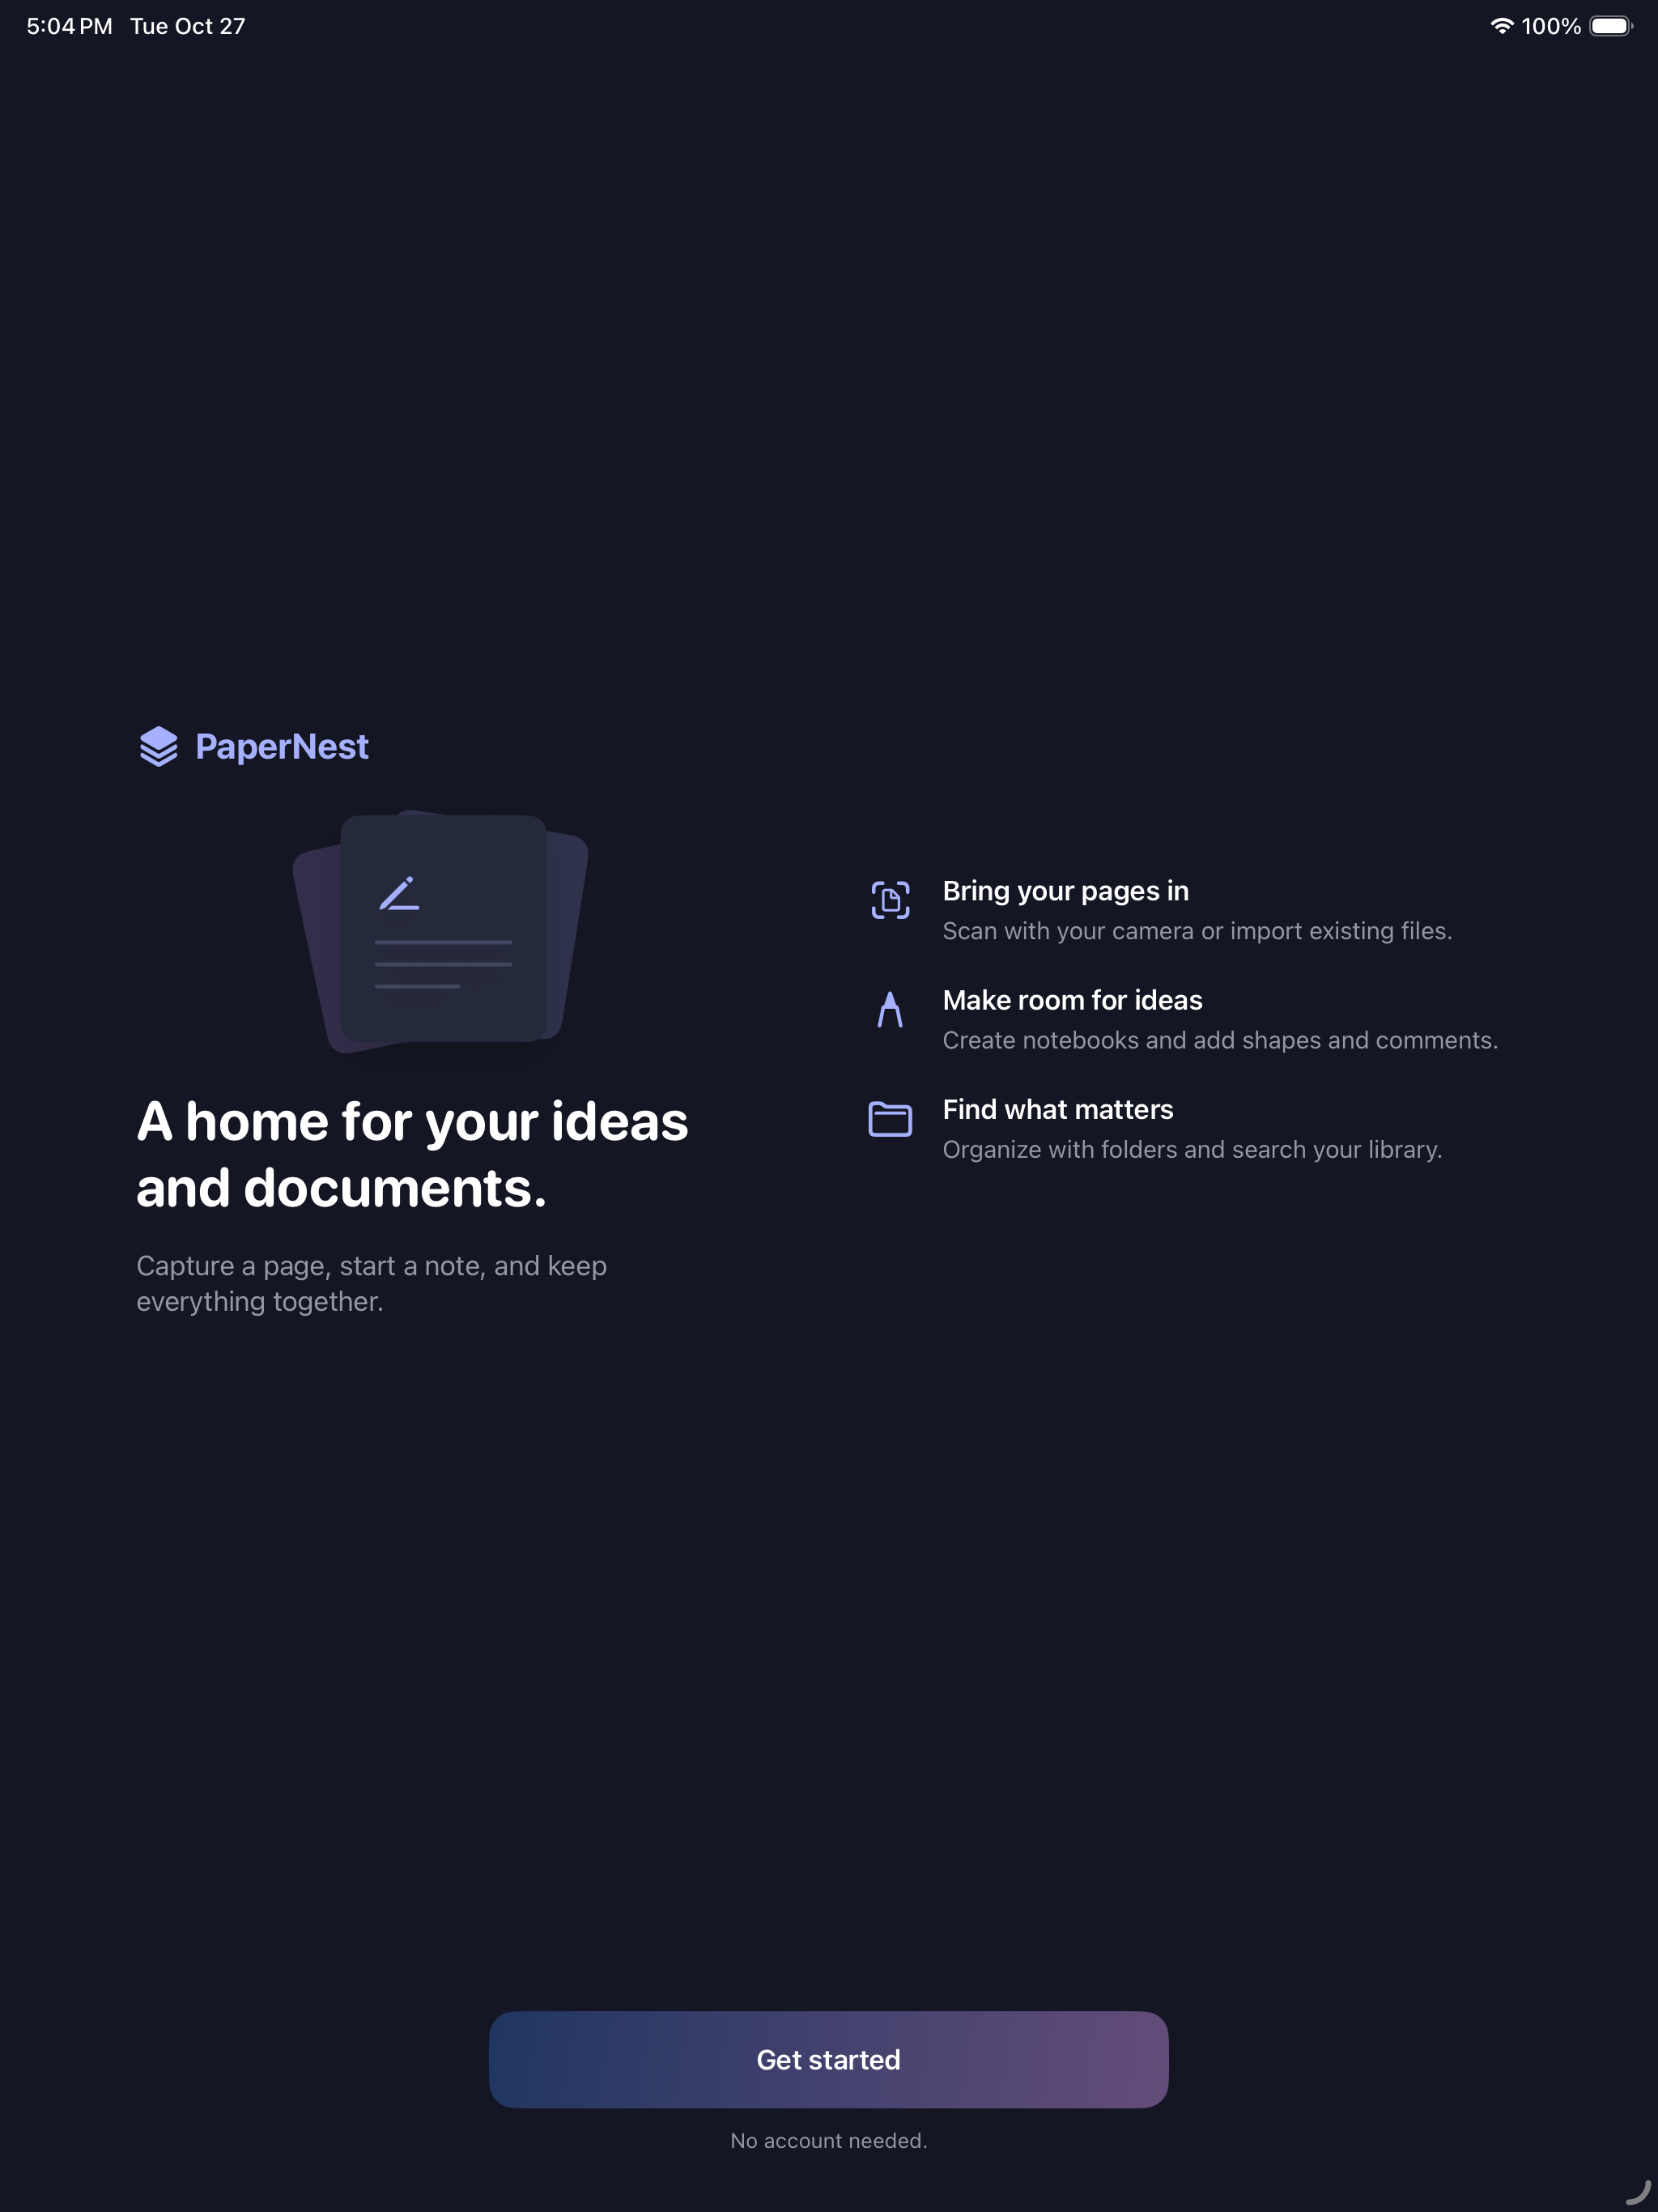 5:04 PM Tue Oct 27
100%
PaperNest
A home for your ideas
and documents.
Capture a page, start a note, and keep
everything together.
Bring your pages in
Scan with your camera or import existing files.
Make room for ideas
Create notebooks and add shapes and comments.
Find what matters
Organize with folders and search your library.
Get started
No account needed.